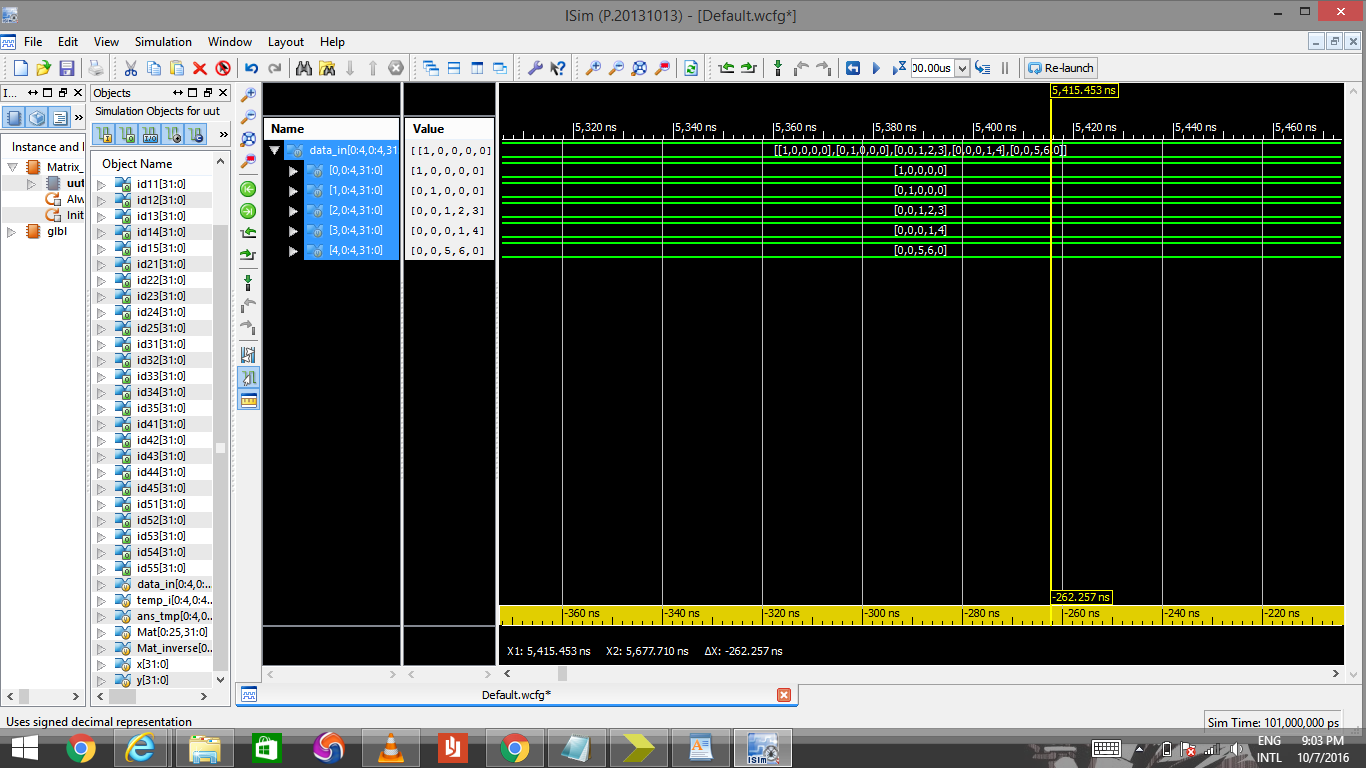 ISim (P.20131013) - [Default.wcfg*]
File Edit View Simulation Window Layout Help
00.00us Re-launch
I...
Objects
Simulation Objects for uut
Instance and
Matrix_
uut
Init
glbl
Object Name
id11[31:0]
id12[31:0]
id13[31:0]
id14[31:0]
id15[31:0]
id21[31:0]
id22[31:0]
id23[31:0]
id24[31:0]
id25[31:0]
id31[31:0]
id32[31:0]
id33[31:0]
id34[31:0]
id35[31:0]
id41[31:0]
id42[31:0]
id43[31:0]
id44[31:0]
id45[31:0]
id51[31:0]
id52[31:0]
id53[31:0]
id54[31:0]
id55[31:0]
data_in[0:4,0:...
temp_i[0:4,0:4...
ans_tmp[0:4,0...
Mat[0:25,31:0]
Mat_inverse[0...
x[31:0]
y[31:0]
Name Value
data_in[0:4,0:4,31 [[1,0,0,0,0]
[0,0:4,31:0] [1,0,0,0,0]
[1,0:4,31:0] [0,1,0,0,0]
[2,0:4,31:0] [0,0,1,2,3]
[3,0:4,31:0] [0,0,0,1,4]
[4,0:4,31:0] [0,0,5,6,0]
5,415.453 ns
5,320 ns 5,340 ns 5,360 ns 5,380 ns 5,400 ns 5,420 ns 5,440 ns 5,460 ns
[[1,0,0,0,0],[0,1,0,0,0],[0,0,1,2,3],[0,0,0,1,4],[0,0,5,6,0]]
[1,0,0,0,0]
[0,1,0,0,0]
[0,0,1,2,3]
[0,0,0,1,4]
[0,0,5,6,0]
-262.257 ns
-360 ns -340 ns -320 ns -300 ns -280 ns -260 ns -240 ns -220 ns
X1: 5,415.453 ns X2: 5,677.710 ns ΔX: -262.257 ns
Default.wcfg*
Uses signed decimal representation
Sim Time: 101,000,000 ps
ISim
ENG
INTL
9:03 PM
10/7/2016